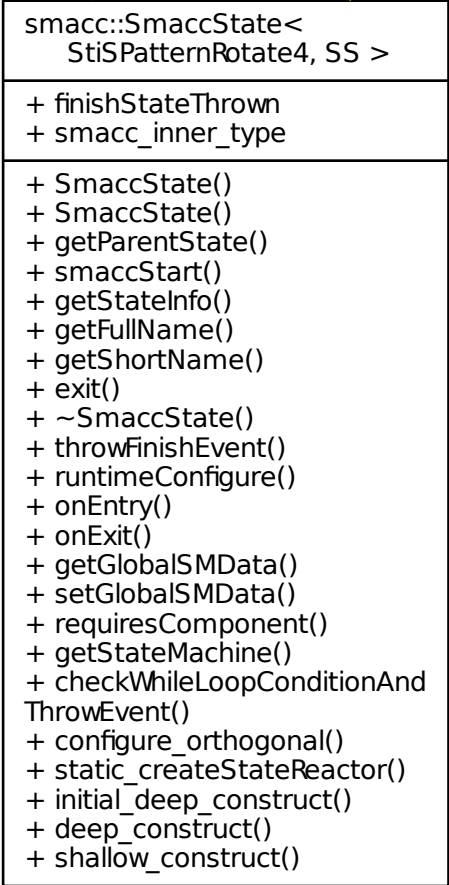 smacc::SmaccState<
StiSPatternRotate4, SS >
+ finishStateThrown
+ smacc_inner_type
+ SmaccState()
+ SmaccState()
+ getParentState()
+ smaccStart()
+ getStateInfo()
+ getFullName()
+ getShortName()
+ exit()
+ ~SmaccState()
+ throwFinishEvent()
+ runtimeConfigure()
+ onEntry()
+ onExit()
+ getGlobalSMData()
+ setGlobalSMData()
+ requiresComponent()
+ getStateMachine()
+ checkWhileLoopConditionAnd
ThrowEvent()
+ configure_orthogonal()
+ static_createStateReactor()
+ initial_deep_construct()
+ deep_construct()
+ shallow_construct()